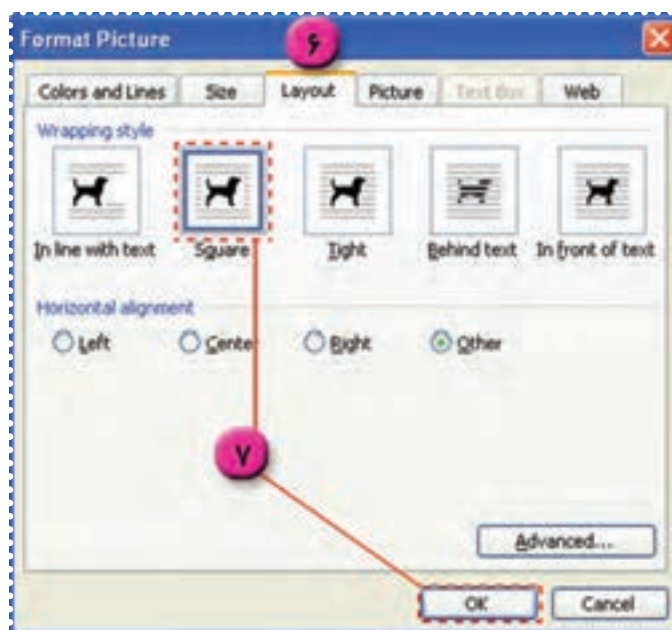 Format Picture
۶
Colors and Lines Size Layout Picture Text Box Web
Wrapping style
In line with text Square Tight Behind text In front of text
Horizontal alignment
Left Center Right Other
۷
Advanced...
OK Cancel